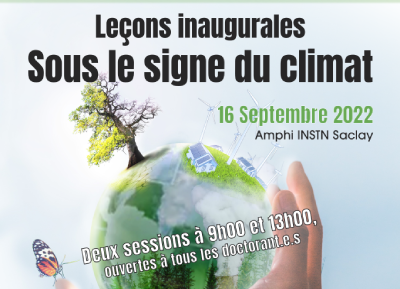 Leçons inaugurales
Sous le signe du climat
16 Septembre 2022
Amphi INSTN Saclay
Deux sessions à 9h00 et 13h00,
ouvertes à tous les doctorant.e.s